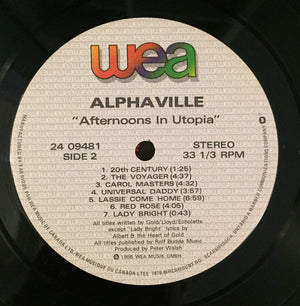 wea
ALPHAVILLE
"Afternoons In Utopia"
24 09481
SIDE 2
STEREO
33 1/3 RPM
1. 20th CENTURY (1:25)
2. THE VOYAGER (4:37)
3. CAROL MASTERS (4:32)
4. UNIVERSAL DADDY (3:57)
5. LASSIE COME HOME (6:59)
6. RED ROSE (4:05)
7. LADY BRIGHT (0:43)
All titles written by Gold/Lloyd/Echolette
except "Lady Bright" lyrics by
Albert & the Heart of Gold
All titles published by Rolf Budde Music
Produced by Peter Walsh
℗ 1986 WEA MUSIK GMBH.